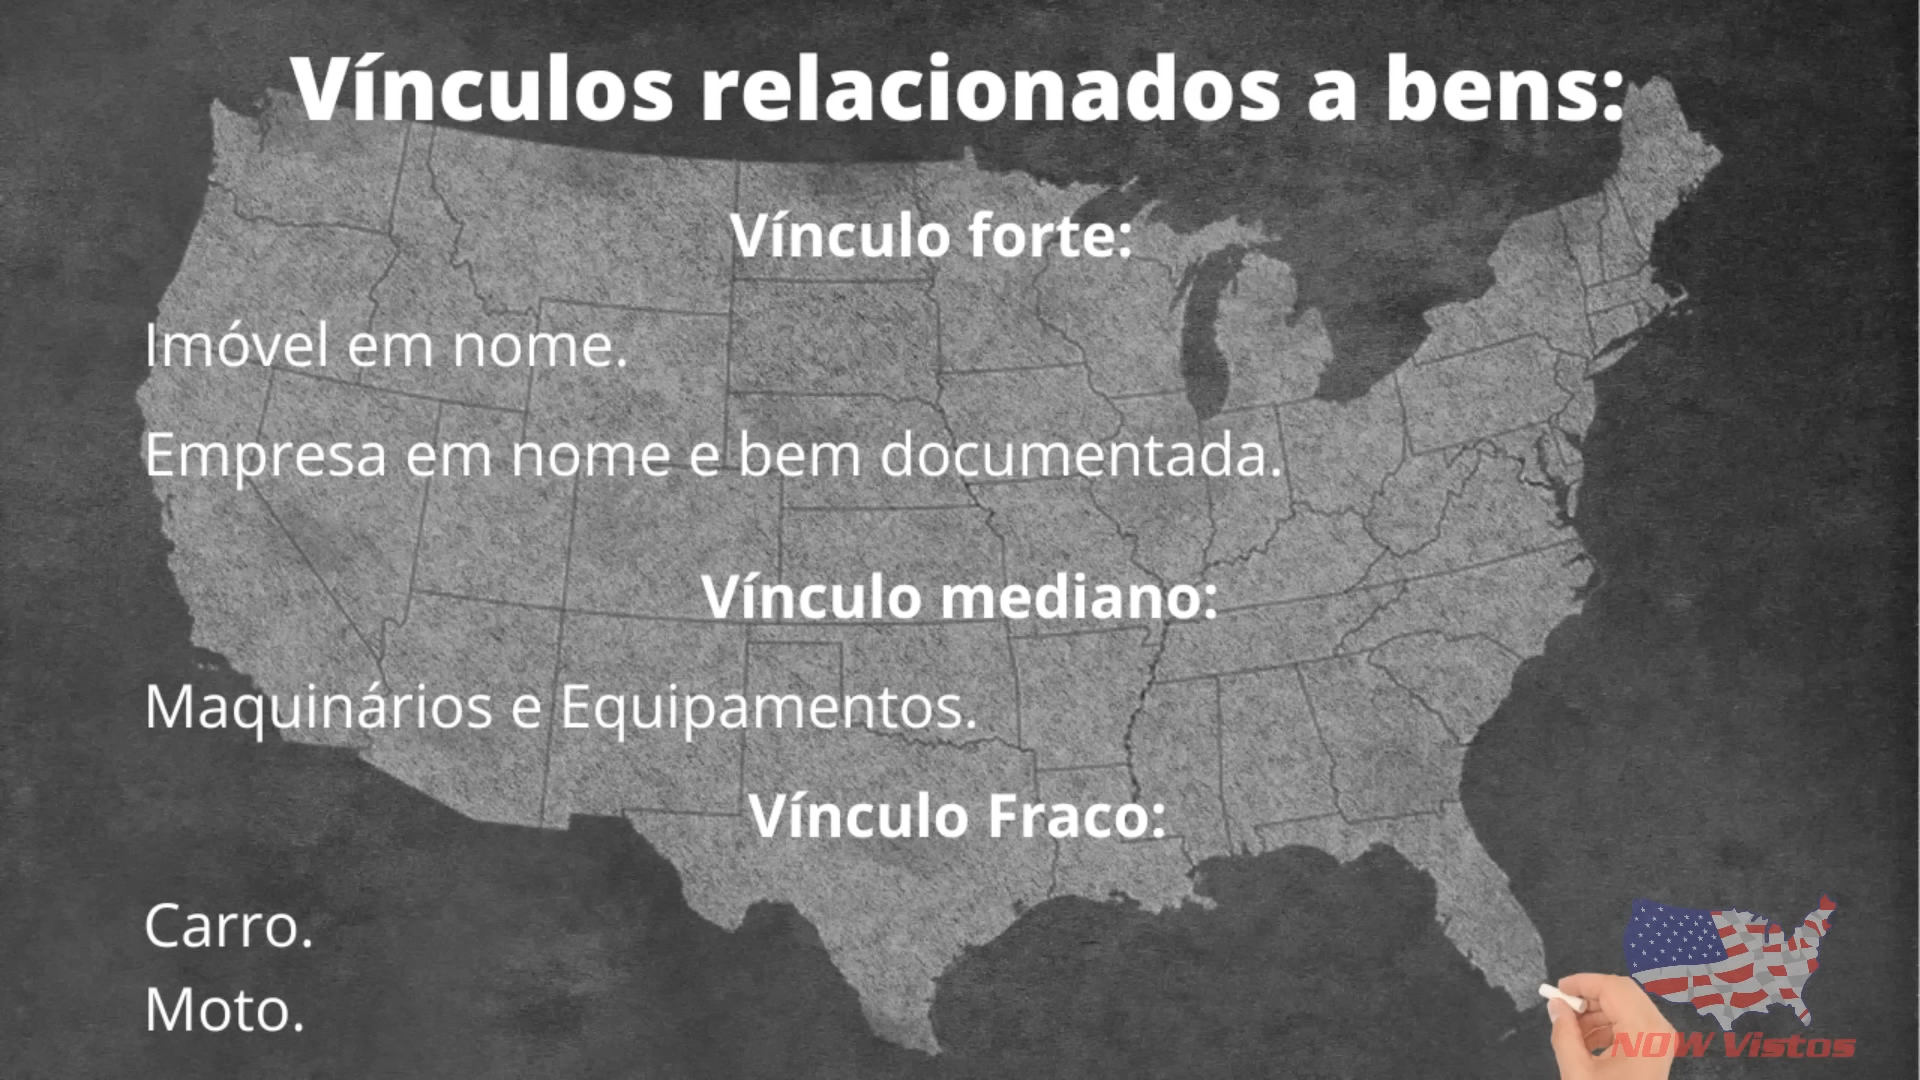 Vínculos relacionados a bens:
Vínculo forte:
Imóvel em nome.
Empresa em nome e bem documentada.
Vínculo mediano:
Maquinários e Equipamentos.
Vínculo Fraco:
Carro.
Moto.
NOW Vistos